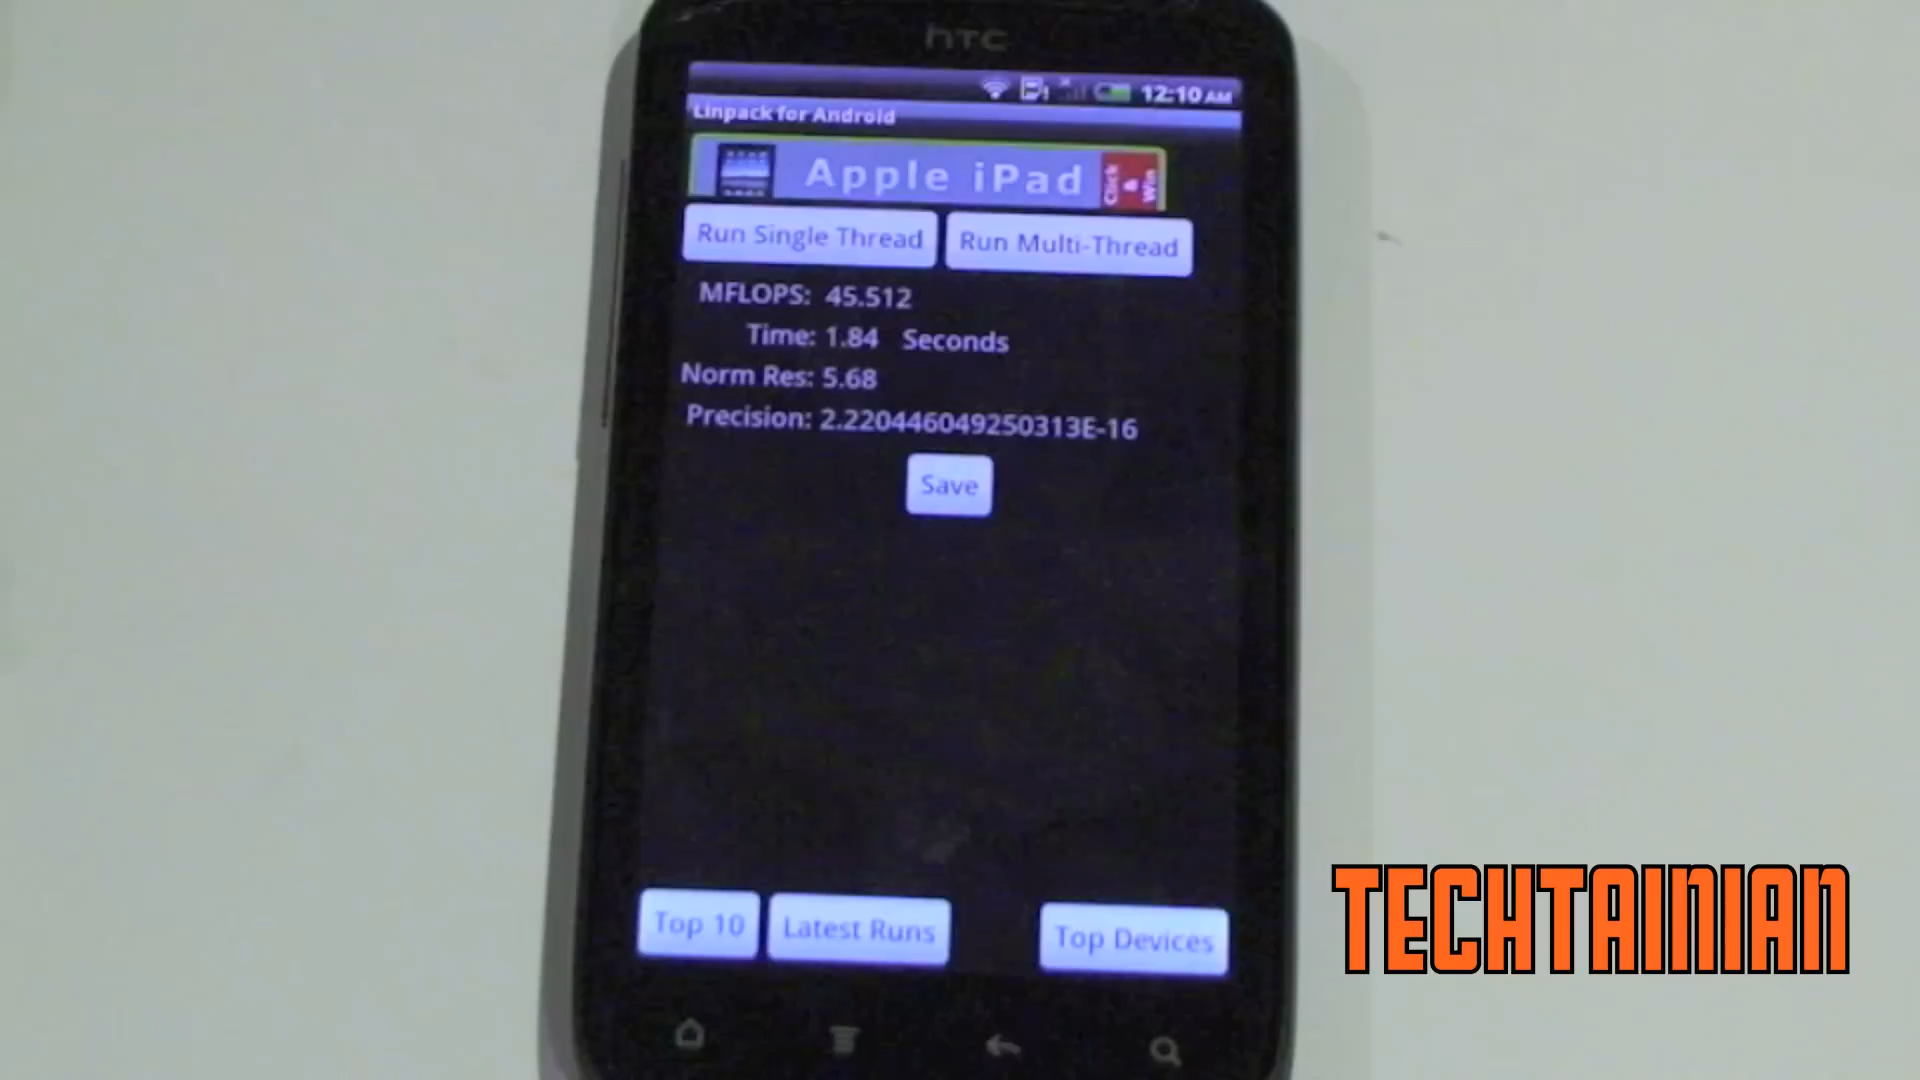 hTC
12:10 AM
Linpack for Android
Apple iPad
Click & Win
Run Single Thread
Run Multi-Thread
MFLOPS: 45.512
Time: 1.84 Seconds
Norm Res: 5.68
Precision: 2.220446049250313E-16
Save
Top 10
Latest Runs
Top Devices
TECHTAINIAN